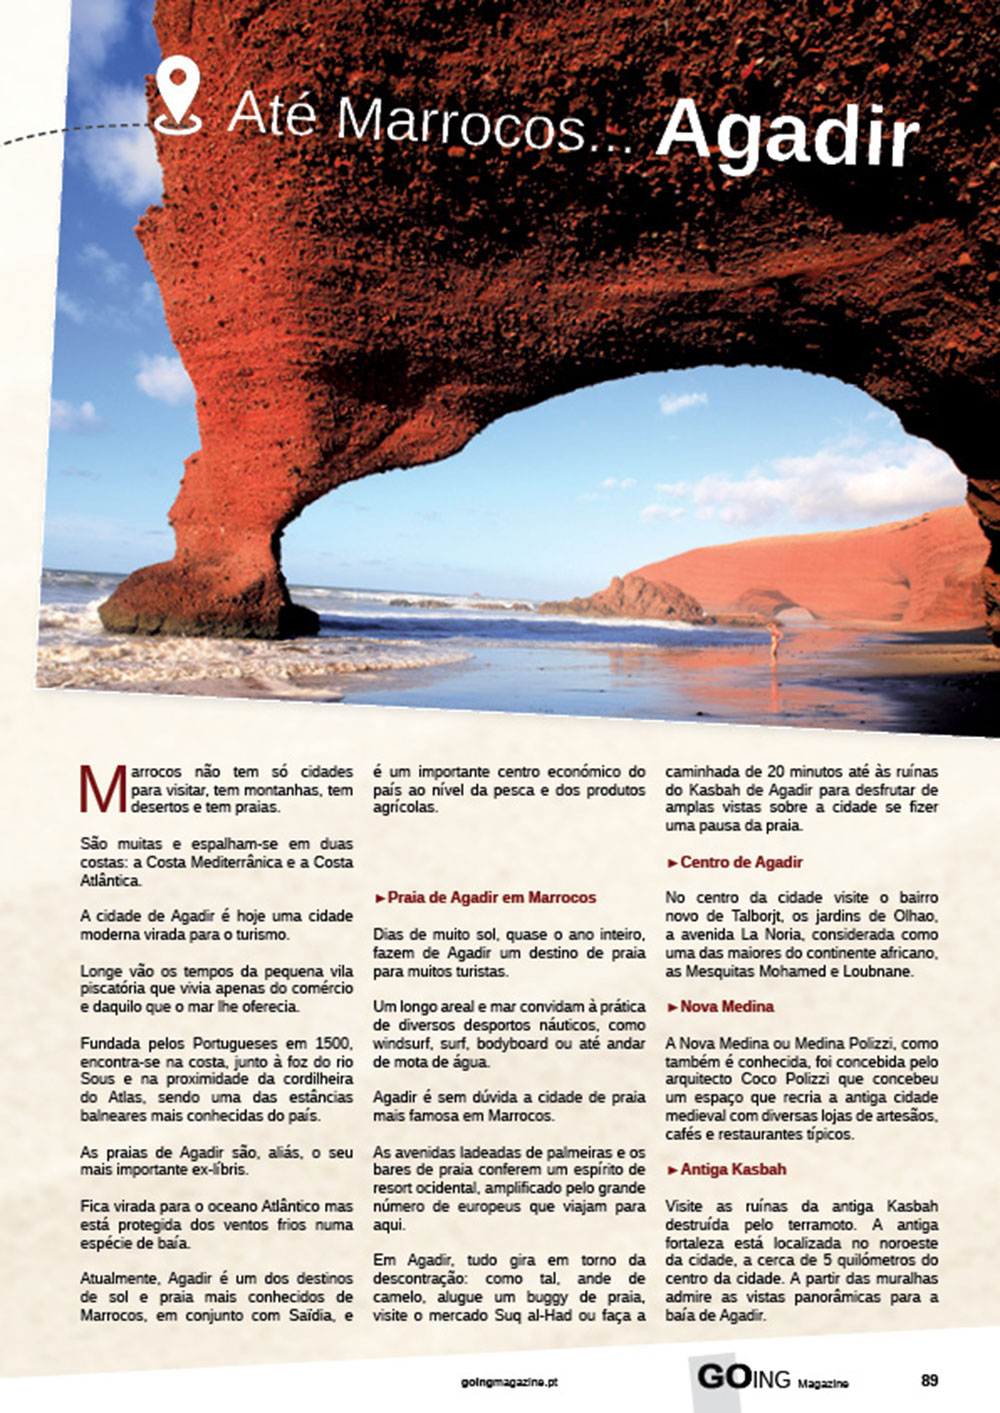 Até Marrocos... Agadir
Marrocos não tem só cidades
para visitar, tem montanhas, tem
desertos e tem praias.
São muitas e espalham-se em duas
costas: a Costa Mediterrânica e a Costa
Atlântica.
A cidade de Agadir é hoje uma cidade
moderna virada para o turismo.
Longe vão os tempos da pequena vila
piscatória que vivia apenas do comércio
e daquilo que o mar lhe oferecia.
Fundada pelos Portugueses em 1500,
encontra-se na costa, junto à foz do rio
Sous e na proximidade da cordilheira
do Atlas, sendo uma das estâncias
balneares mais conhecidas do país.
As praias de Agadir são, aliás, o seu
mais importante ex-líbris.
Fica virada para o oceano Atlântico mas
está protegida dos ventos frios numa
espécie de baía.
Atualmente, Agadir é um dos destinos
de sol e praia mais conhecidos de
Marrocos, em conjunto com Saïdia, e
é um importante centro económico do
país ao nível da pesca e dos produtos
agrícolas.
►Praia de Agadir em Marrocos
Dias de muito sol, quase o ano inteiro,
fazem de Agadir um destino de praia
para muitos turistas.
Um longo areal e mar convidam à prática
de diversos desportos náuticos, como
windsurf, surf, bodyboard ou até andar
de mota de água.
Agadir é sem dúvida a cidade de praia
mais famosa em Marrocos.
As avenidas ladeadas de palmeiras e os
bares de praia conferem um espírito de
resort ocidental, amplificado pelo grande
número de europeus que viajam para
aqui.
Em Agadir, tudo gira em torno da
descontração: como tal, ande de
camelo, alugue um buggy de praia,
visite o mercado Suq al-Had ou faça a
caminhada de 20 minutos até às ruínas
do Kasbah de Agadir para desfrutar de
amplas vistas sobre a cidade se fizer
uma pausa da praia.
►Centro de Agadir
No centro da cidade visite o bairro
novo de Talborjt, os jardins de Olhao,
a avenida La Noria, considerada como
uma das maiores do continente africano,
as Mesquitas Mohamed e Loubnane.
►Nova Medina
A Nova Medina ou Medina Polizzi, como
também é conhecida, foi concebida pelo
arquitecto Coco Polizzi que concebeu
um espaço que recria a antiga cidade
medieval com diversas lojas de artesãos,
cafés e restaurantes típicos.
►Antiga Kasbah
Visite as ruínas da antiga Kasbah
destruída pelo terramoto. A antiga
fortaleza está localizada no noroeste
da cidade, a cerca de 5 quilómetros do
centro da cidade. A partir das muralhas
admire as vistas panorâmicas para a
baía de Agadir.
goingmagazine.pt
GOING Magazine
89